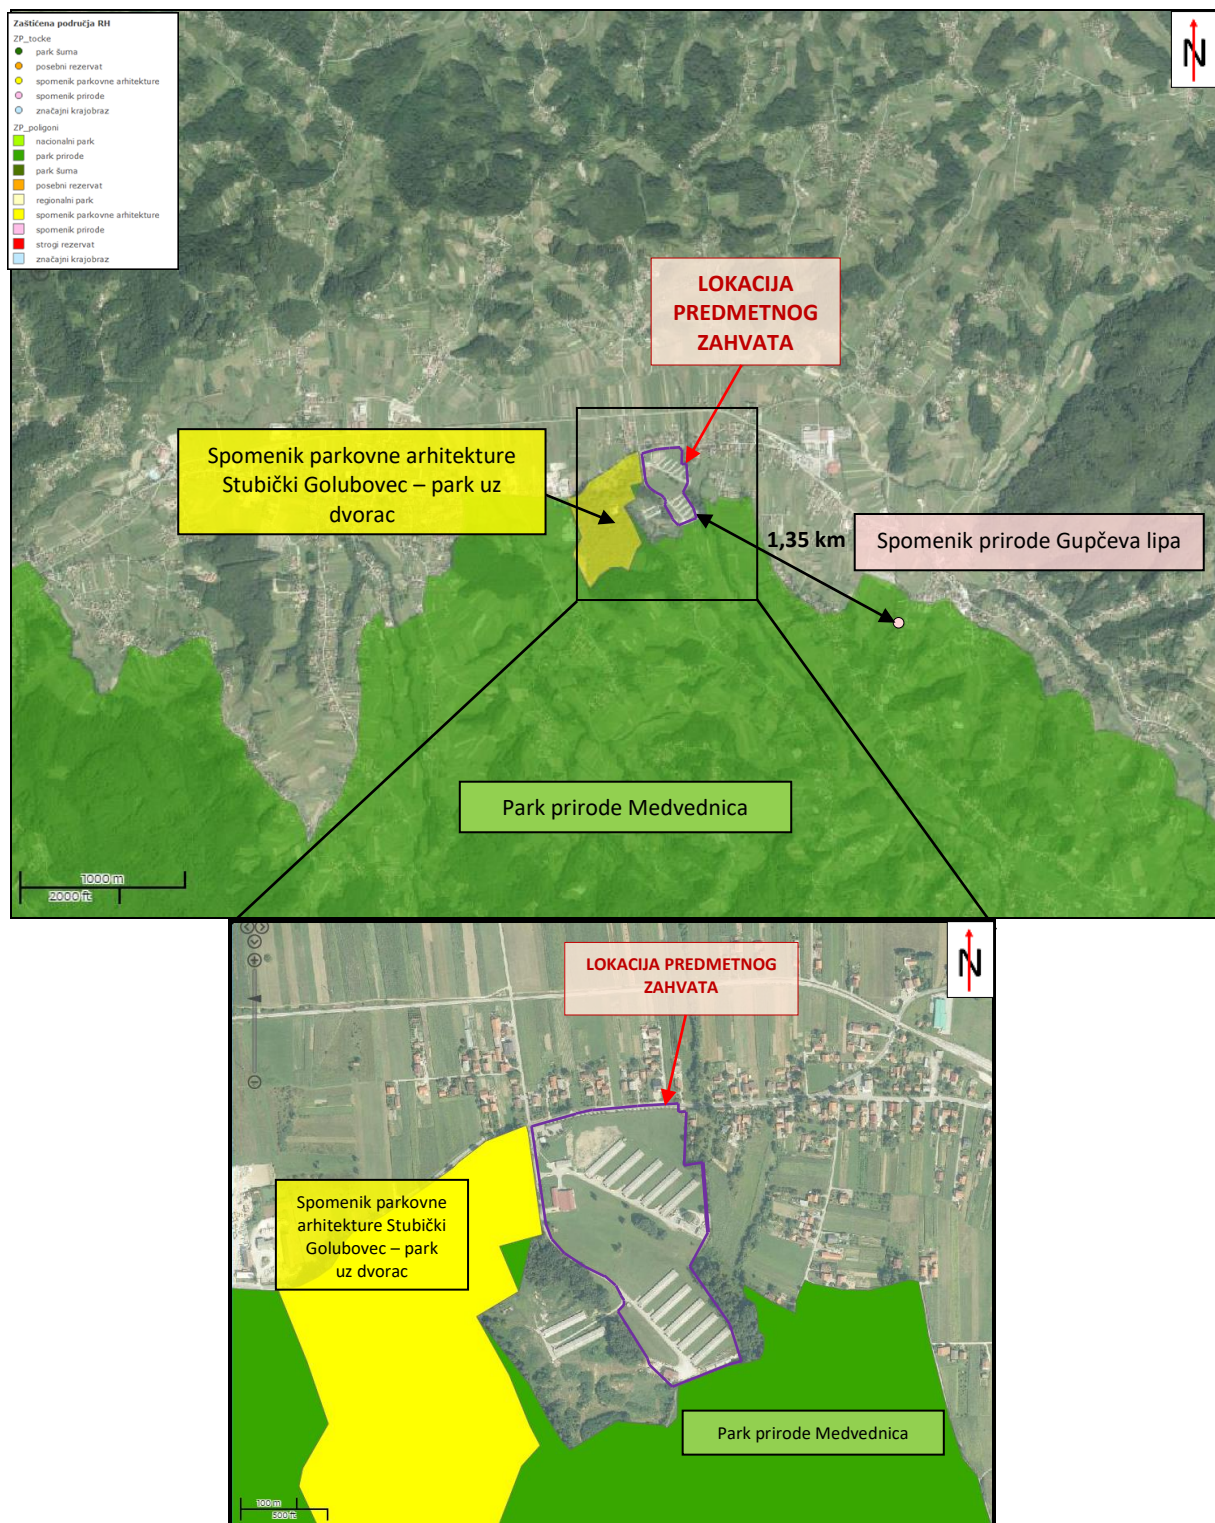 Zaštićena područja RH
ZP_tocke
park šuma
posebni rezervat
spomenik parkovne arhitekture
spomenik prirode
značajni krajobraz
ZP_poligoni
nacionalni park
park prirode
park šuma
posebni rezervat
regionalni park
spomenik parkovne arhitekture
spomenik prirode
strogi rezervat
značajni krajobraz
N
LOKACIJA
PREDMETNOG
ZAHVATA
Spomenik parkovne arhitekture
Stubički Golubovec – park uz
dvorac
1,35 km
Spomenik prirode Gupčeva lipa
Park prirode Medvednica
1000 m
2000 ft
LOKACIJA PREDMETNOG
ZAHVATA
N
Spomenik parkovne
arhitekture Stubički
Golubovec – park
uz dvorac
Park prirode Medvednica
100 m
500 ft